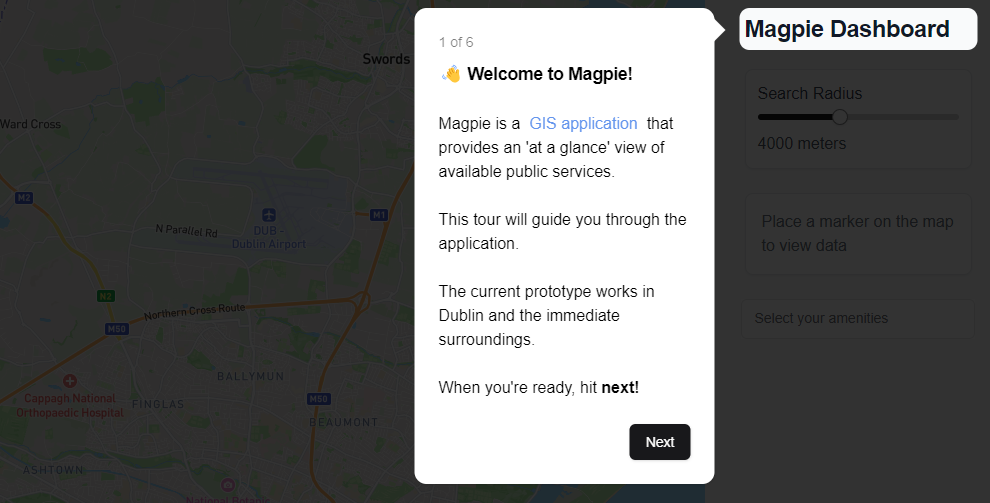 Swords
Ward Cross
M2
N Parallel Rd
M1
DUB -
Dublin Airport
N2
Northern Cross Route
M50
BALLYMUN
Cappagh National
Orthopaedic Hospital
FINGLAS
M50
BEAUMONT
ASHTOWN
National Botanic
1 of 6
👋 Welcome to Magpie!
Magpie is a GIS application that
provides an 'at a glance' view of
available public services.
This tour will guide you through the
application.
The current prototype works in
Dublin and the immediate
surroundings.
When you're ready, hit next!
Next
Magpie Dashboard
Search Radius
4000 meters
Place a marker on the map
to view data
Select your amenities